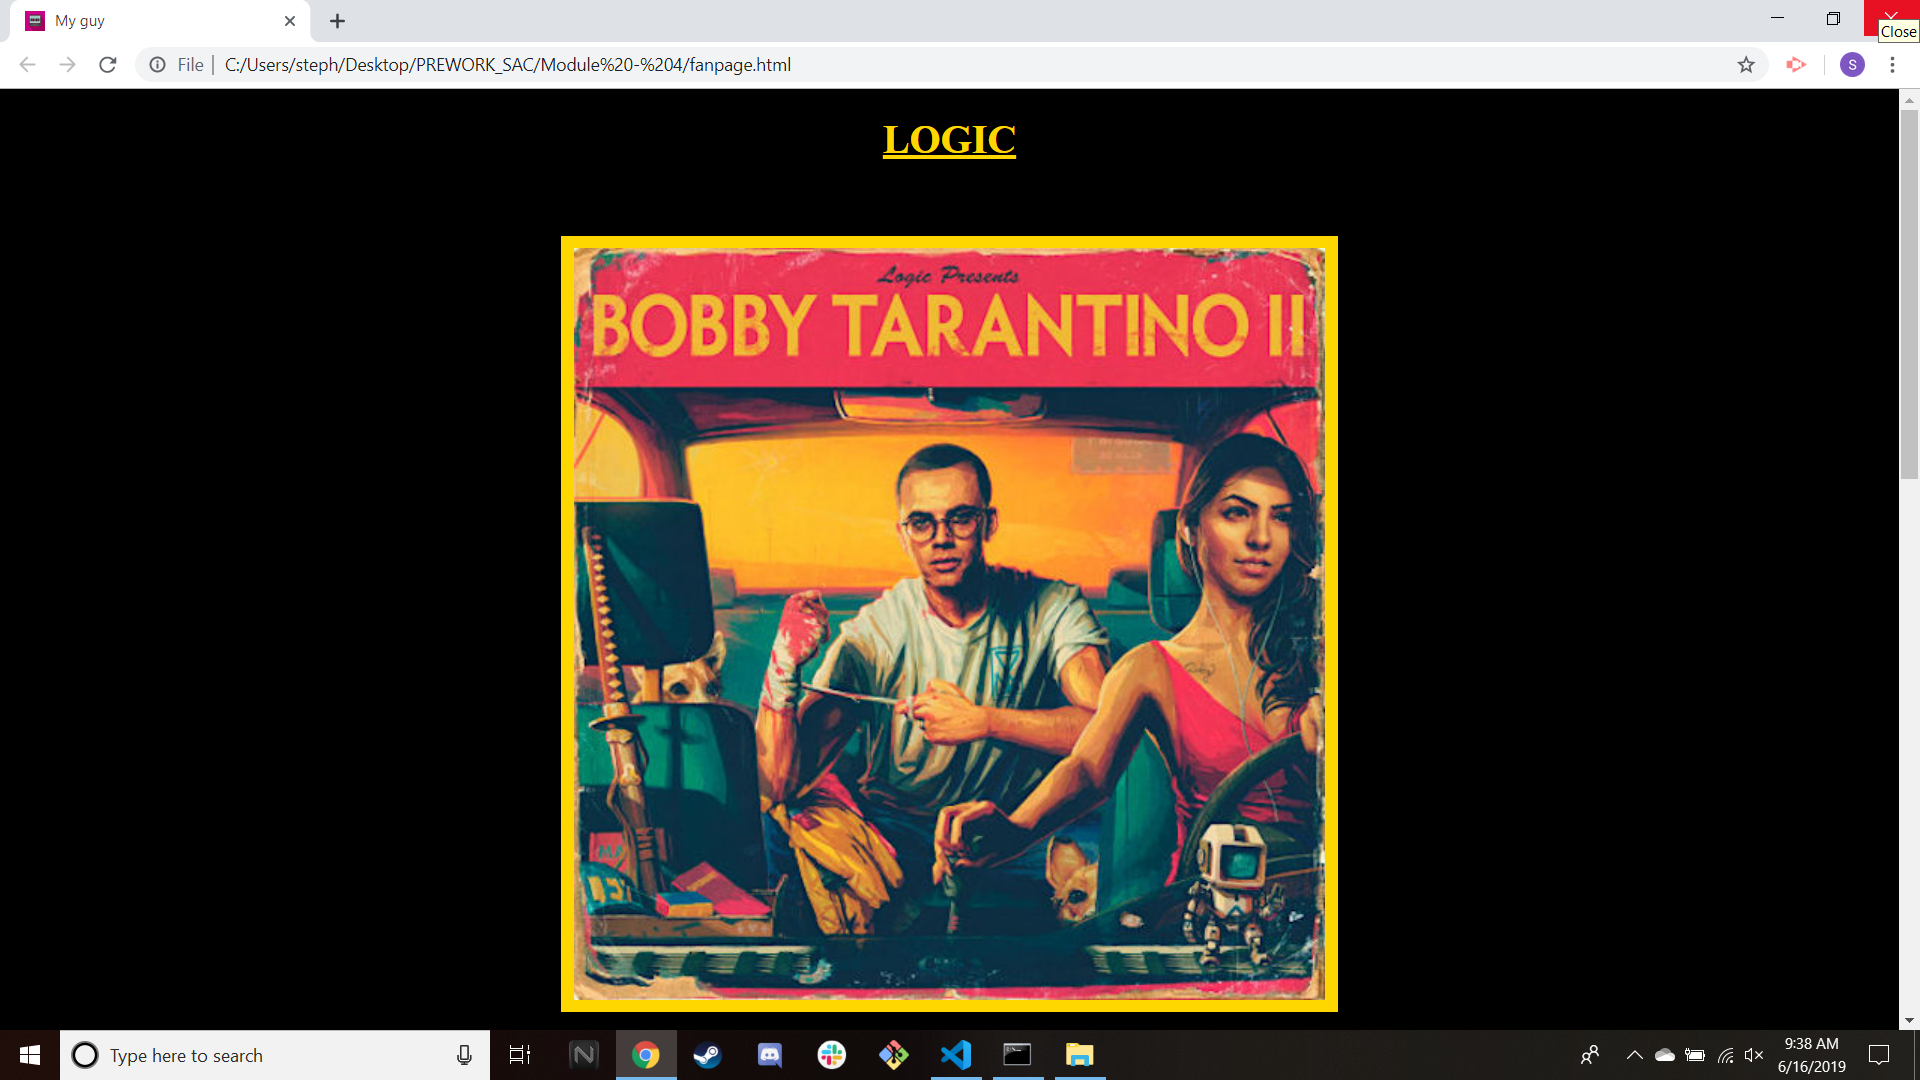 My guy
Close
File
C:/Users/steph/Desktop/PREWORK_SAC/Module%20-%204/fanpage.html
S
LOGIC
Logic Presents
BOBBY TARANTINO II
Type here to search
9:38 AM
6/16/2019